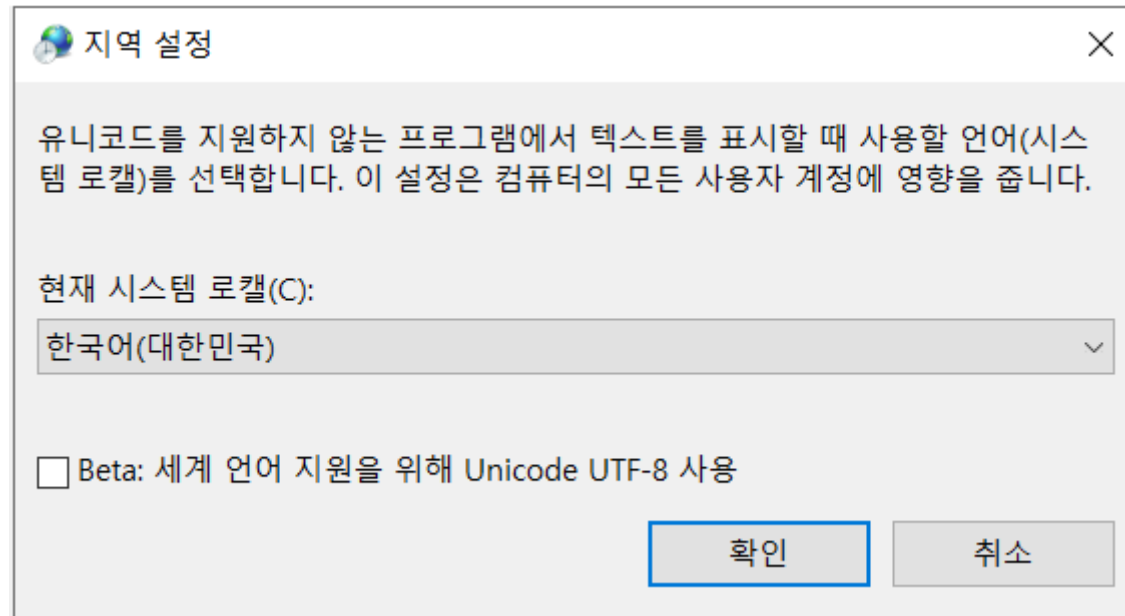 지역 설정
유니코드를 지원하지 않는 프로그램에서 텍스트를 표시할 때 사용할 언어(시스
템 로캘)를 선택합니다. 이 설정은 컴퓨터의 모든 사용자 계정에 영향을 줍니다.
현재 시스템 로캘(C):
한국어(대한민국)
Beta: 세계 언어 지원을 위해 Unicode UTF-8 사용
확인 취소